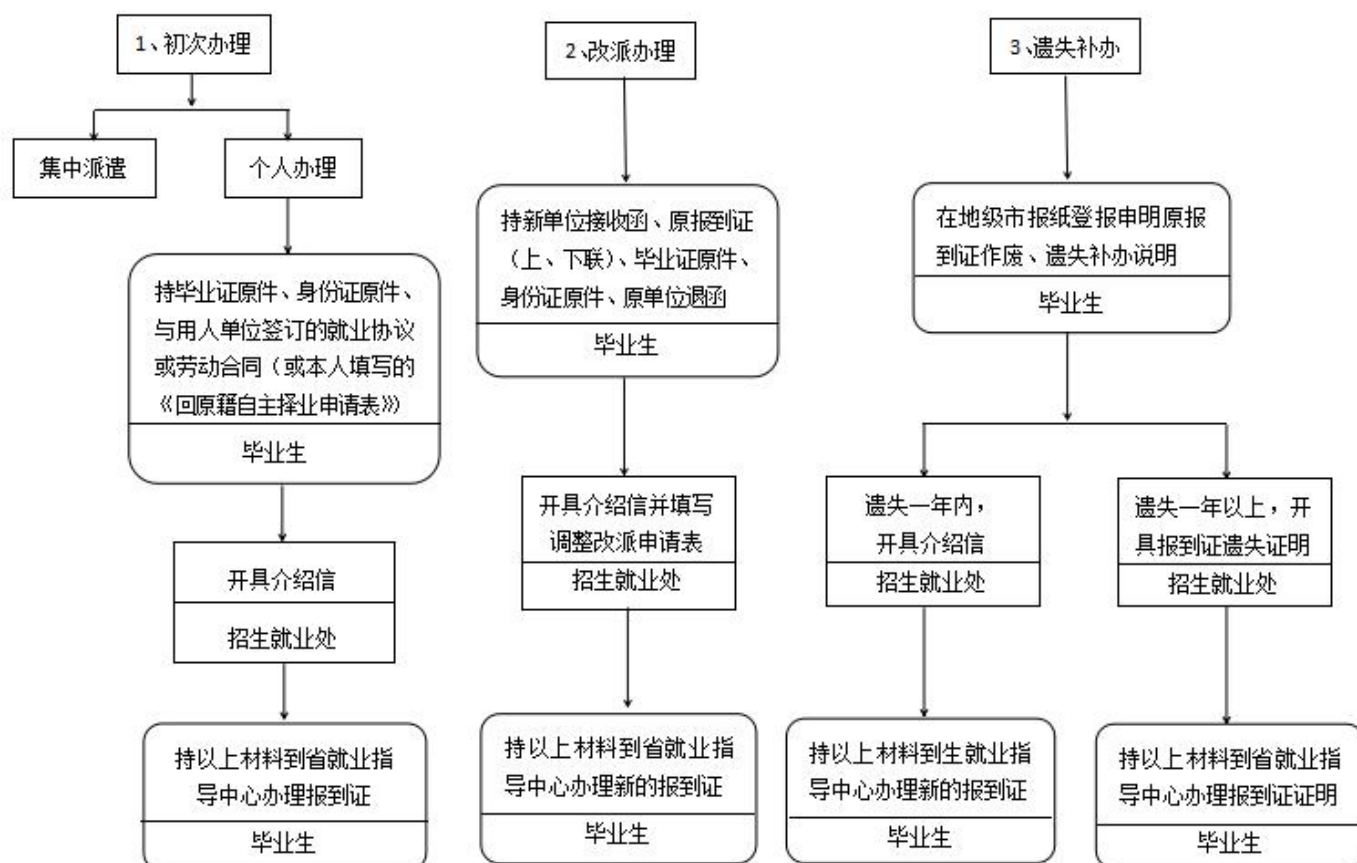 1、初次办理
集中派遣
个人办理
持毕业证原件、身份证原件、
与用人单位签订的就业协议
或劳动合同（或本人填写的
《回原籍自主择业申请表》）
毕业生
开具介绍信
招生就业处
持以上材料到省就业指
导中心办理报到证
毕业生
2、改派办理
持新单位接收函、原报到证
（上、下联）、毕业证原件、
身份证原件、原单位退函
毕业生
开具介绍信并填写
调整改派申请表
招生就业处
持以上材料到省就业指
导中心办理新的报到证
毕业生
3、遗失补办
在地级市报纸登报申明原报
到证作废、遗失补办说明
毕业生
遗失一年内，
开具介绍信
招生就业处
持以上材料到生就业指
导中心办理新的报到证
毕业生
遗失一年以上，开
具报到证遗失证明
招生就业处
持以上材料到省就业指
导中心办理报到证证明
毕业生